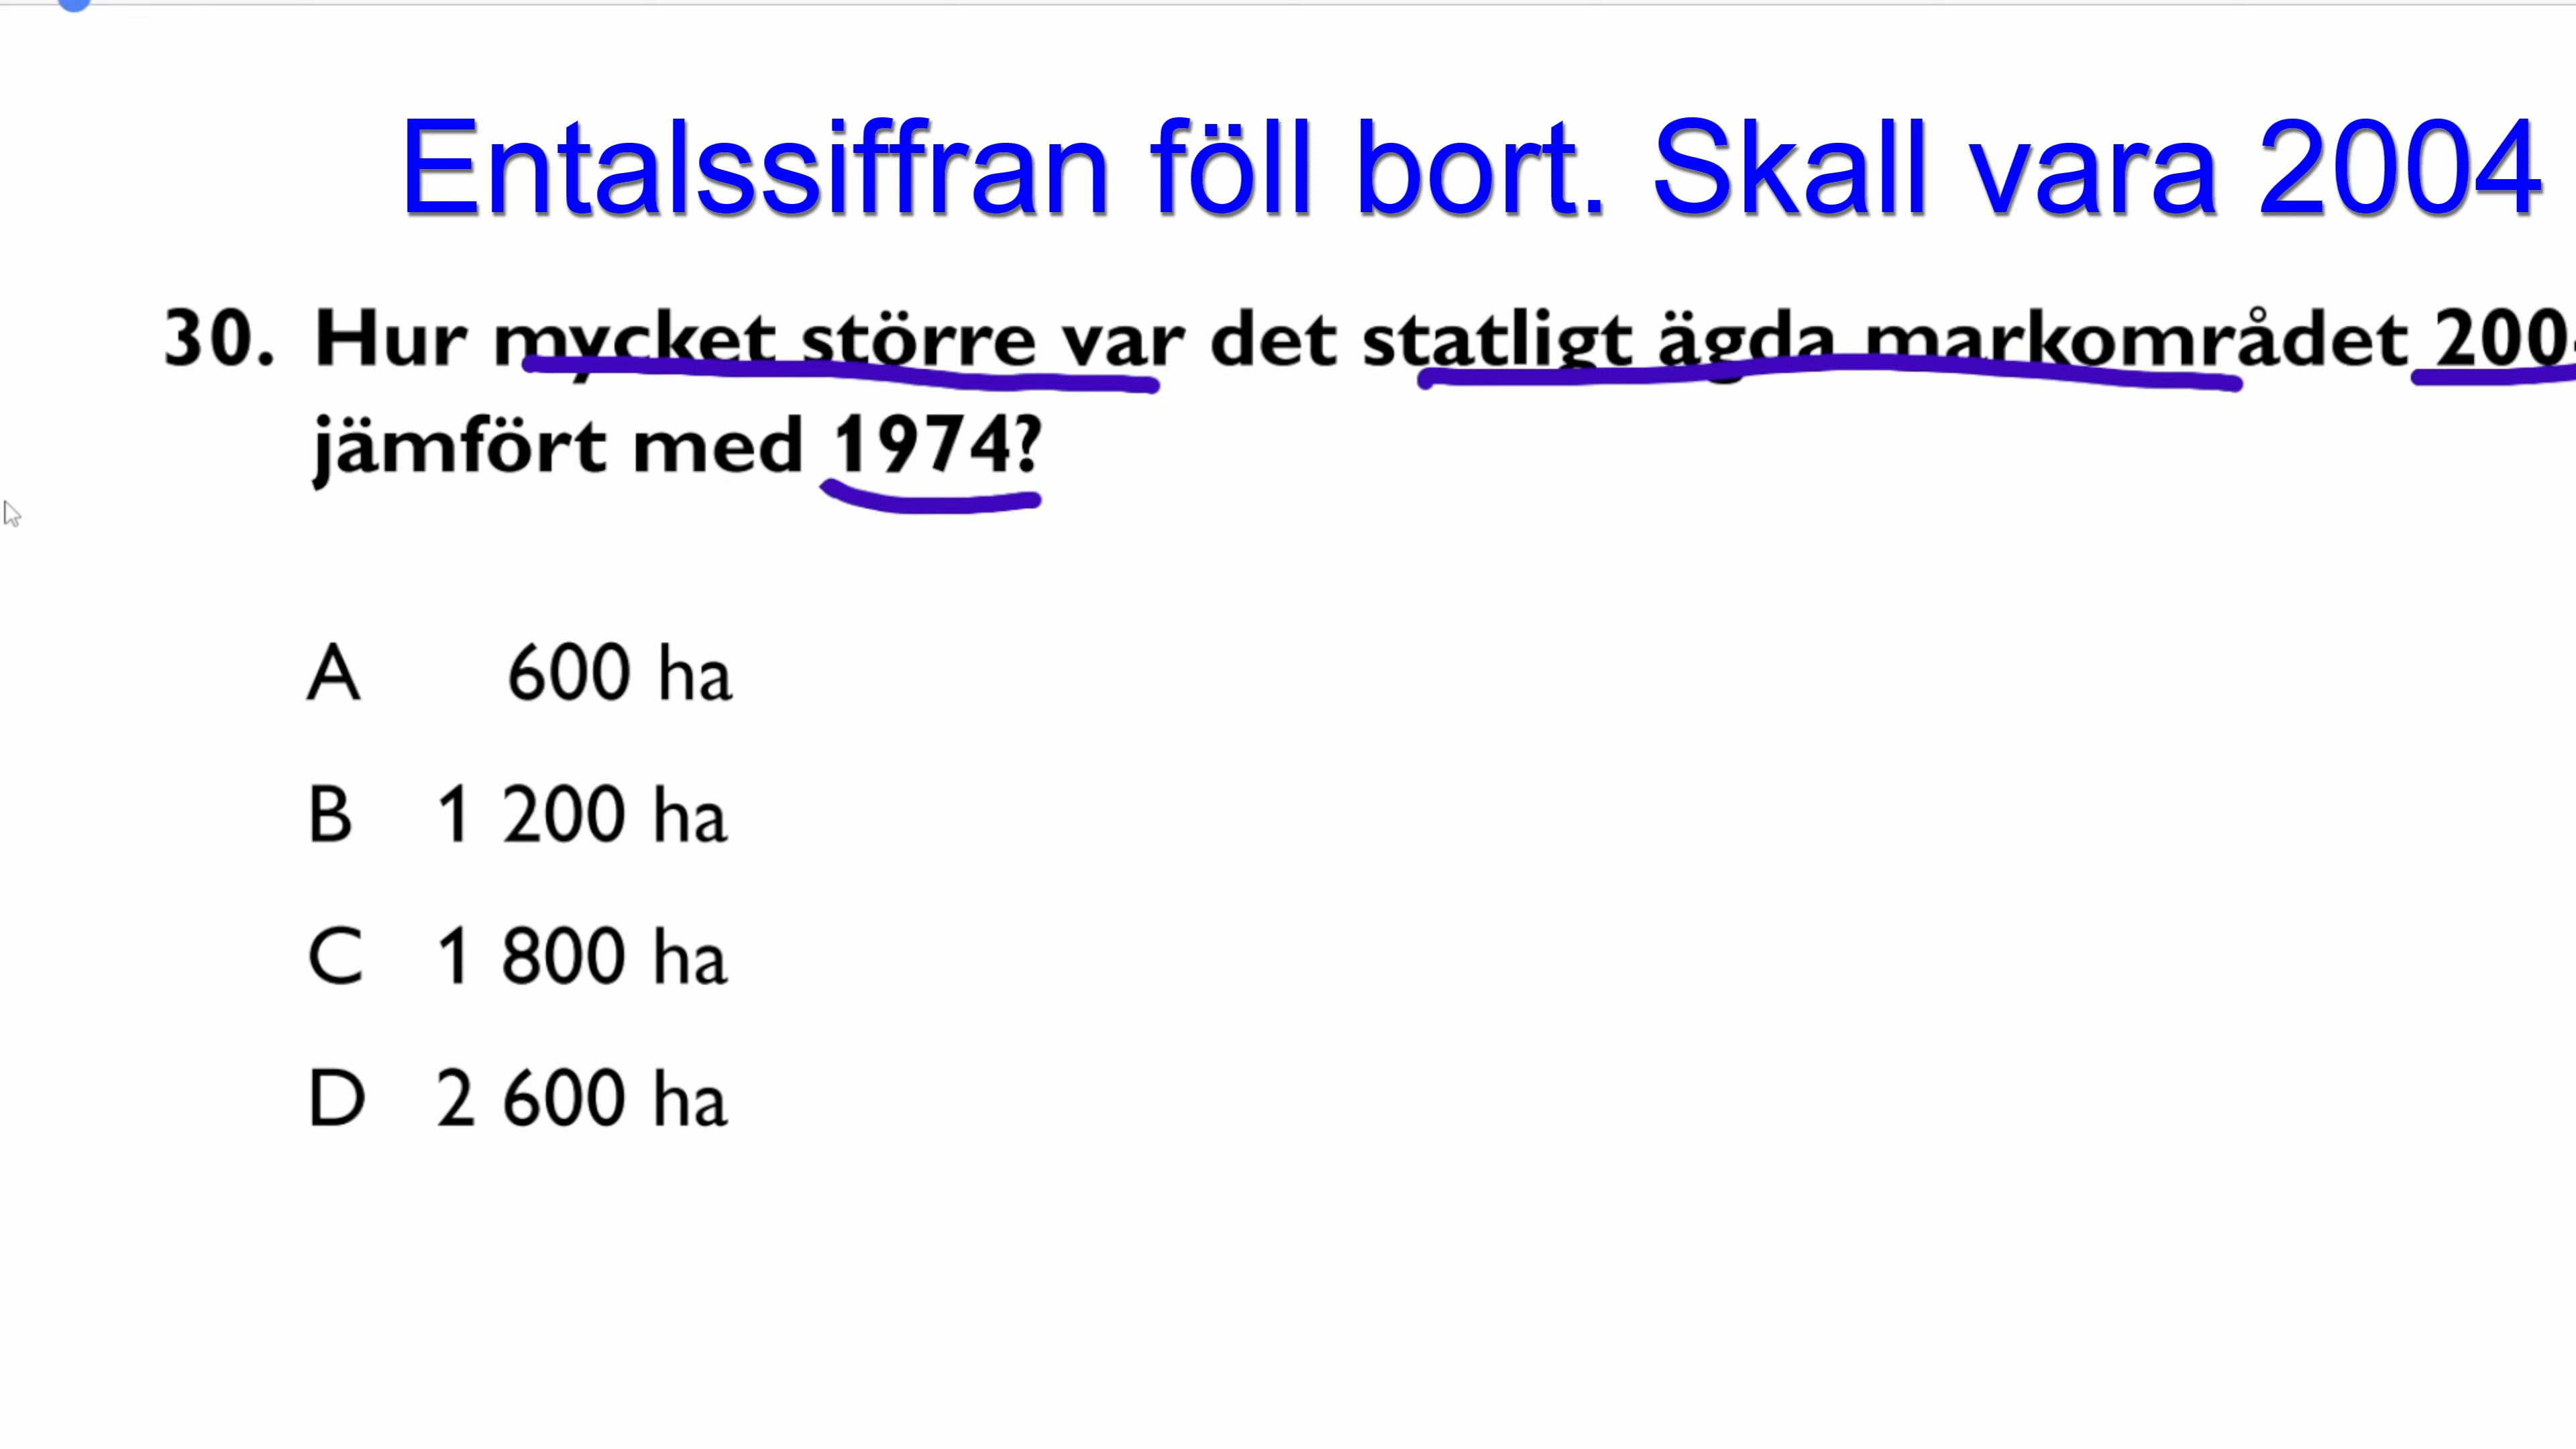 Entalssiffran föll bort. Skall vara 2004
30. Hur mycket större var det statligt ägda markområdet 200
jämfört med 1974?
A 600 ha
B 1 200 ha
C 1 800 ha
D 2 600 ha